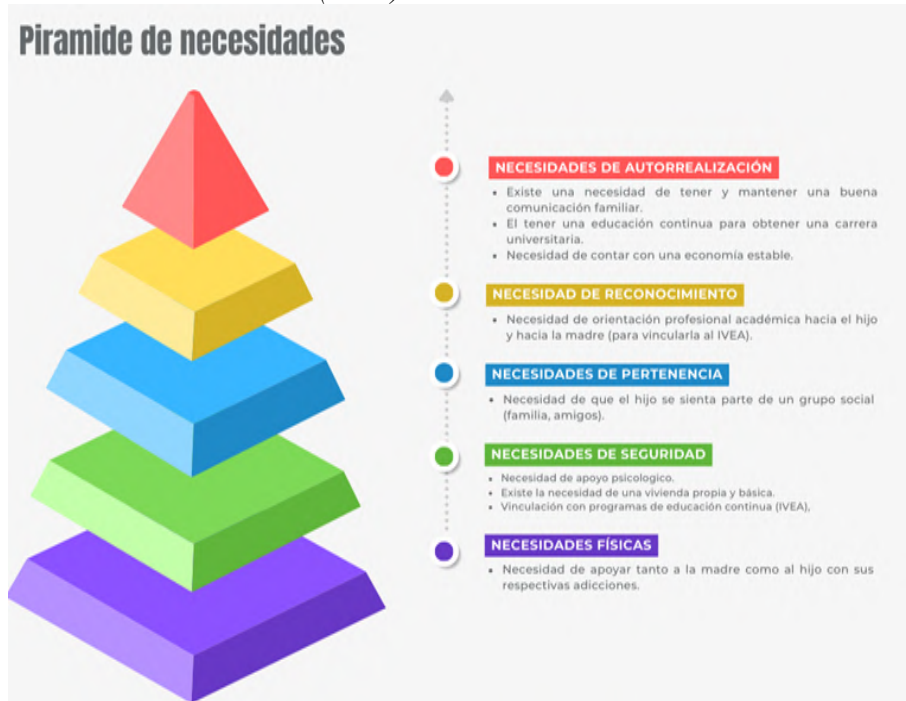 Piramide de necesidades
NECESIDADES DE AUTORREALIZACIÓN
• Existe una necesidad de tener y mantener una buena
comunicación familiar.
• El tener una educación continua para obtener una carrera
universitaria.
• Necesidad de contar con una economía estable.
NECESIDAD DE RECONOCIMIENTO
• Necesidad de orientación profesional académica hacia el hijo
y hacia la madre (para vincularla al IVEA).
NECESIDADES DE PERTENENCIA
• Necesidad de que el hijo se sienta parte de un grupo social
(familia, amigos).
NECESIDADES DE SEGURIDAD
• Necesidad de apoyo psicologico.
• Existe la necesidad de una vivienda propia y básica.
• Vinculación con programas de educación continua (IVEA),
NECESIDADES FÍSICAS
• Necesidad de apoyar tanto a la madre como al hijo con sus
respectivas adicciones.